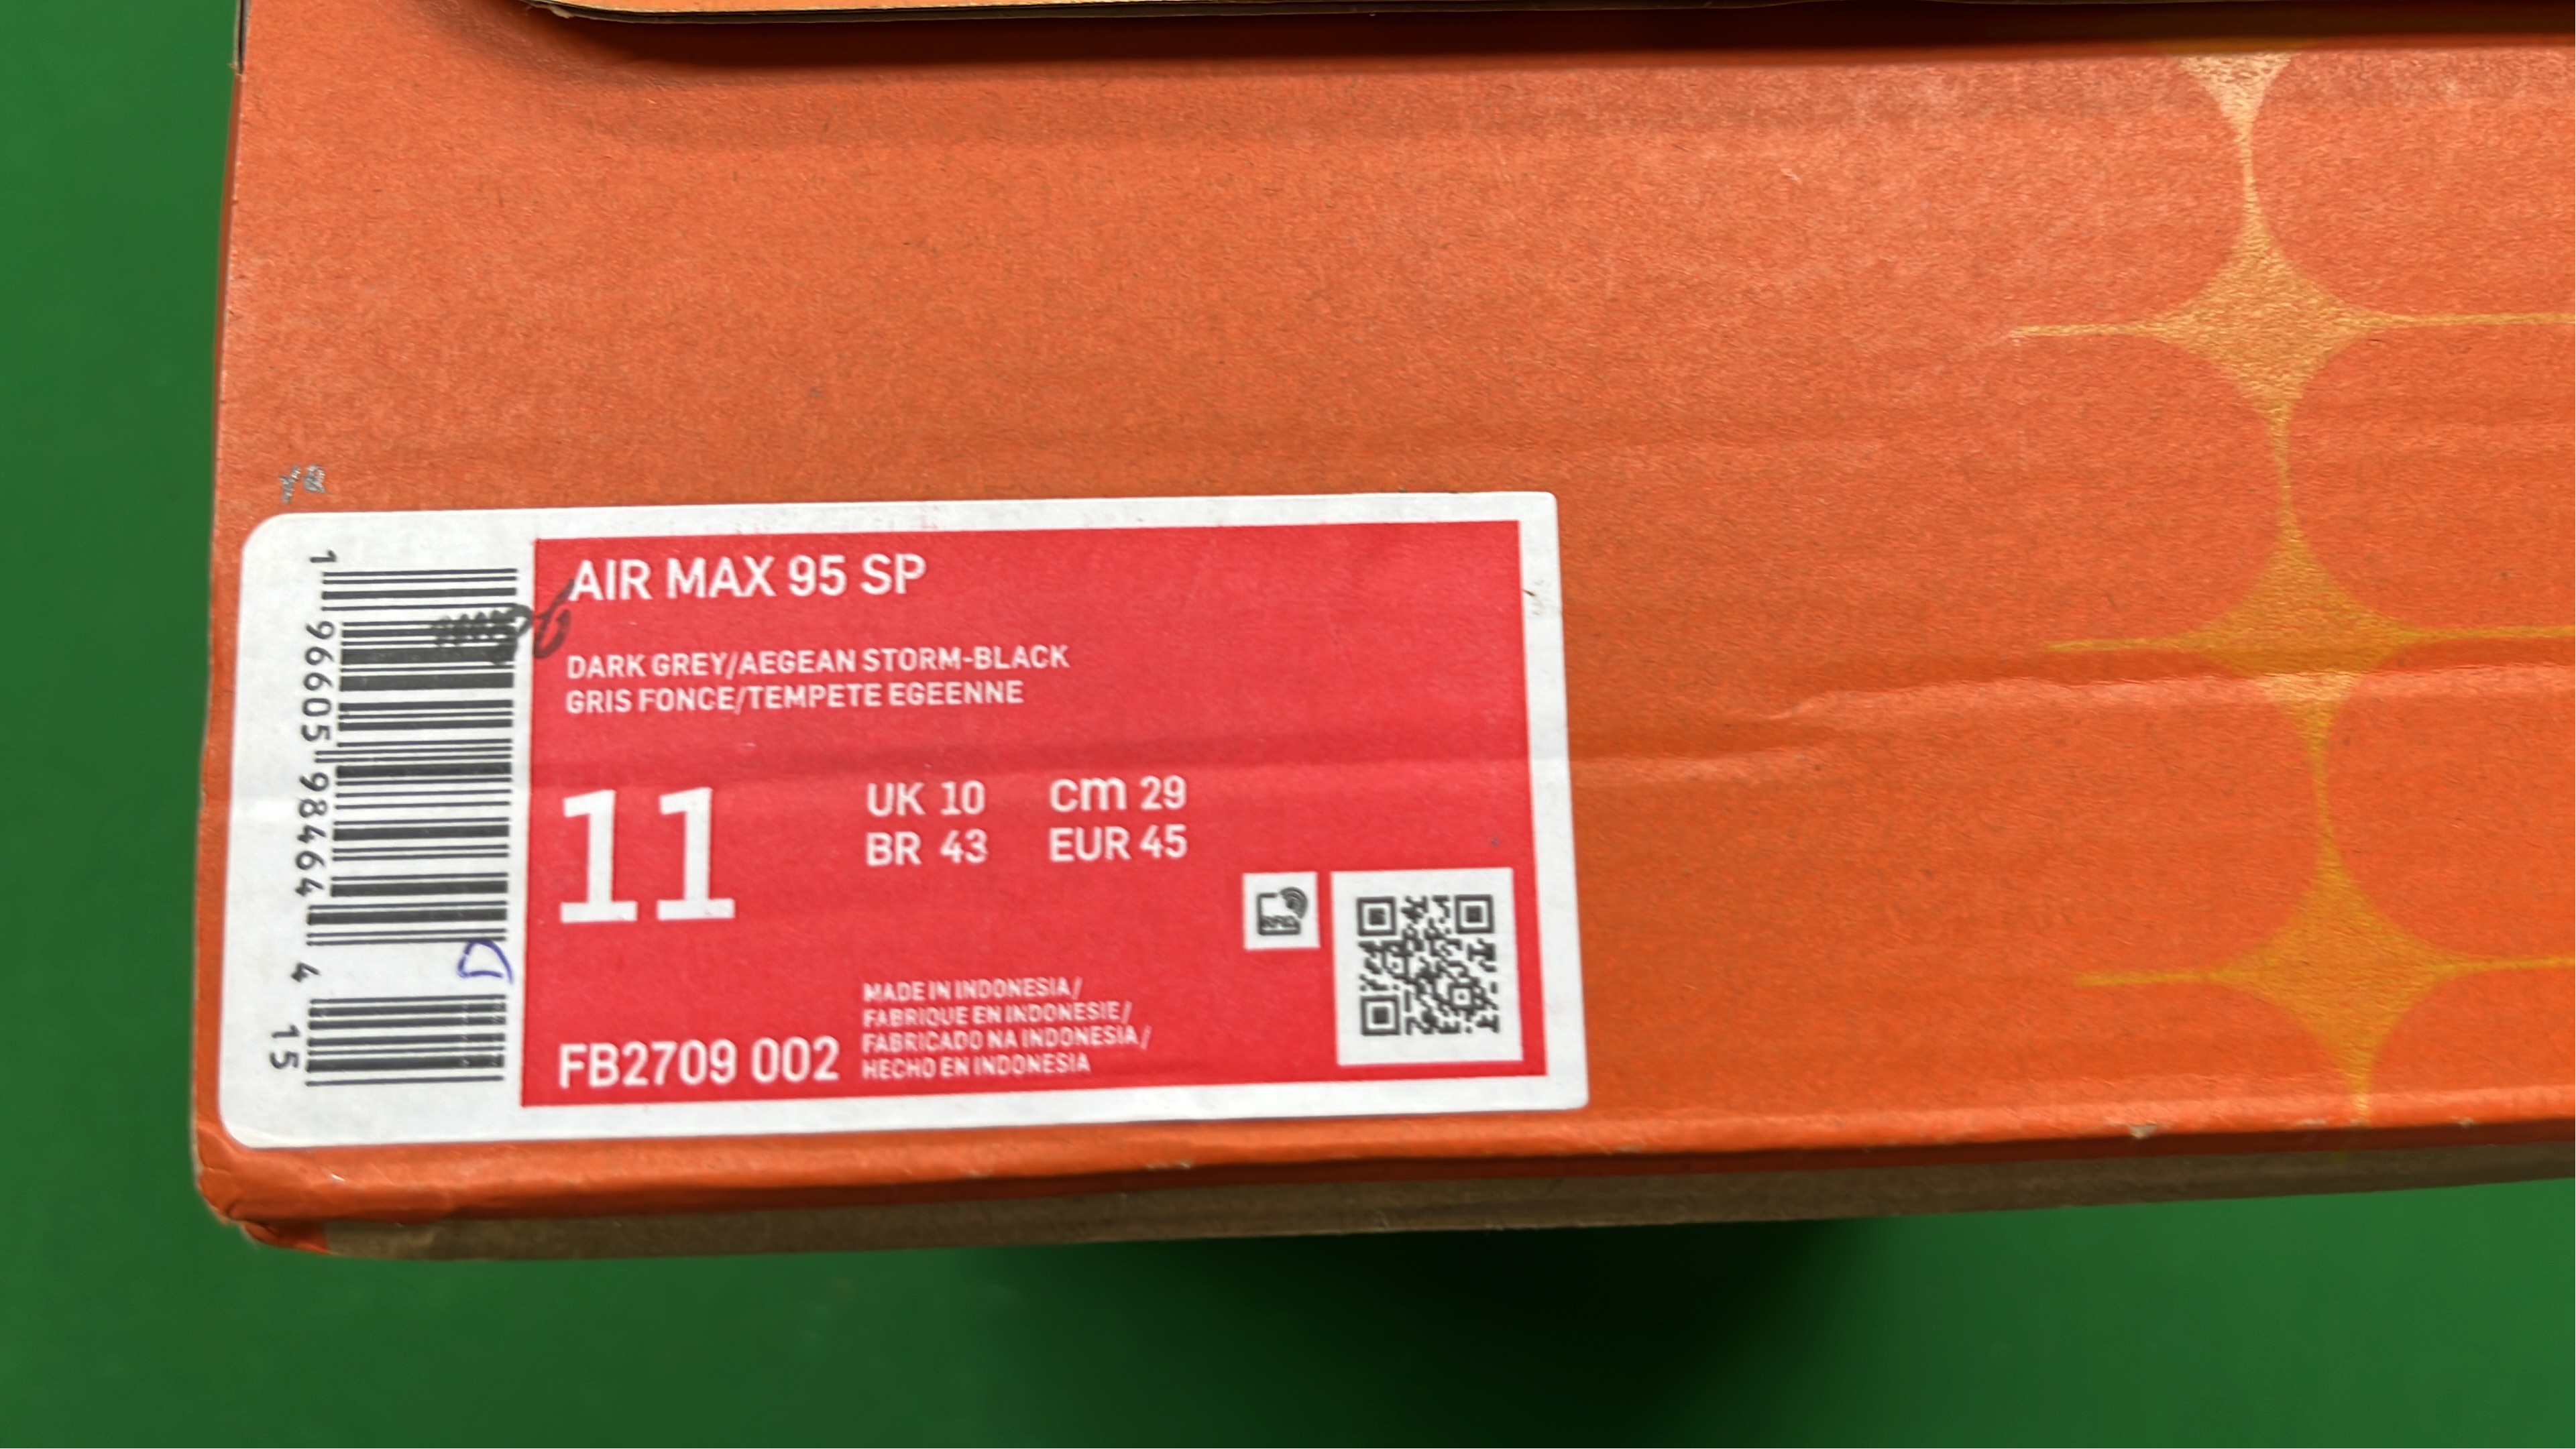 AIR MAX 95 SP
DARK GREY/AEGEAN STORM-BLACK
GRIS FONCE/TEMPETE EGEENNE
11
UK 10 cm 29
BR 43 EUR 45
MADE IN INDONESIA/
FABRIQUE EN INDONESIE/
FABRICADO NA INDONESIA/
HECHO EN INDONESIA
FB2709 002
RFID
1 96605 98464 4 15